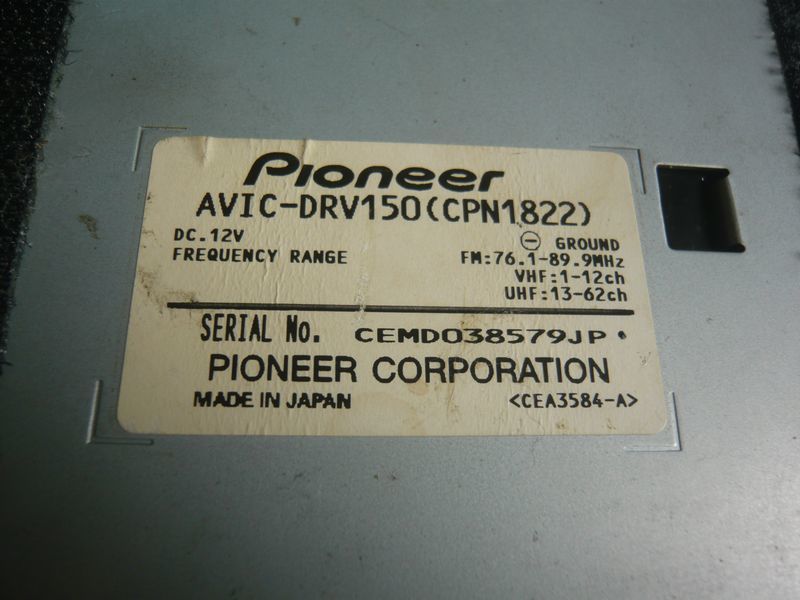 Pioneer
AVIC-DRV150(CPN1822)
DC.12V ⊖ GROUND
FREQUENCY RANGE FM:76.1-89.9MHz
VHF:1-12ch
UHF:13-62ch
SERIAL No. CEMD038579JP
PIONEER CORPORATION
MADE IN JAPAN <CEA3584-A>